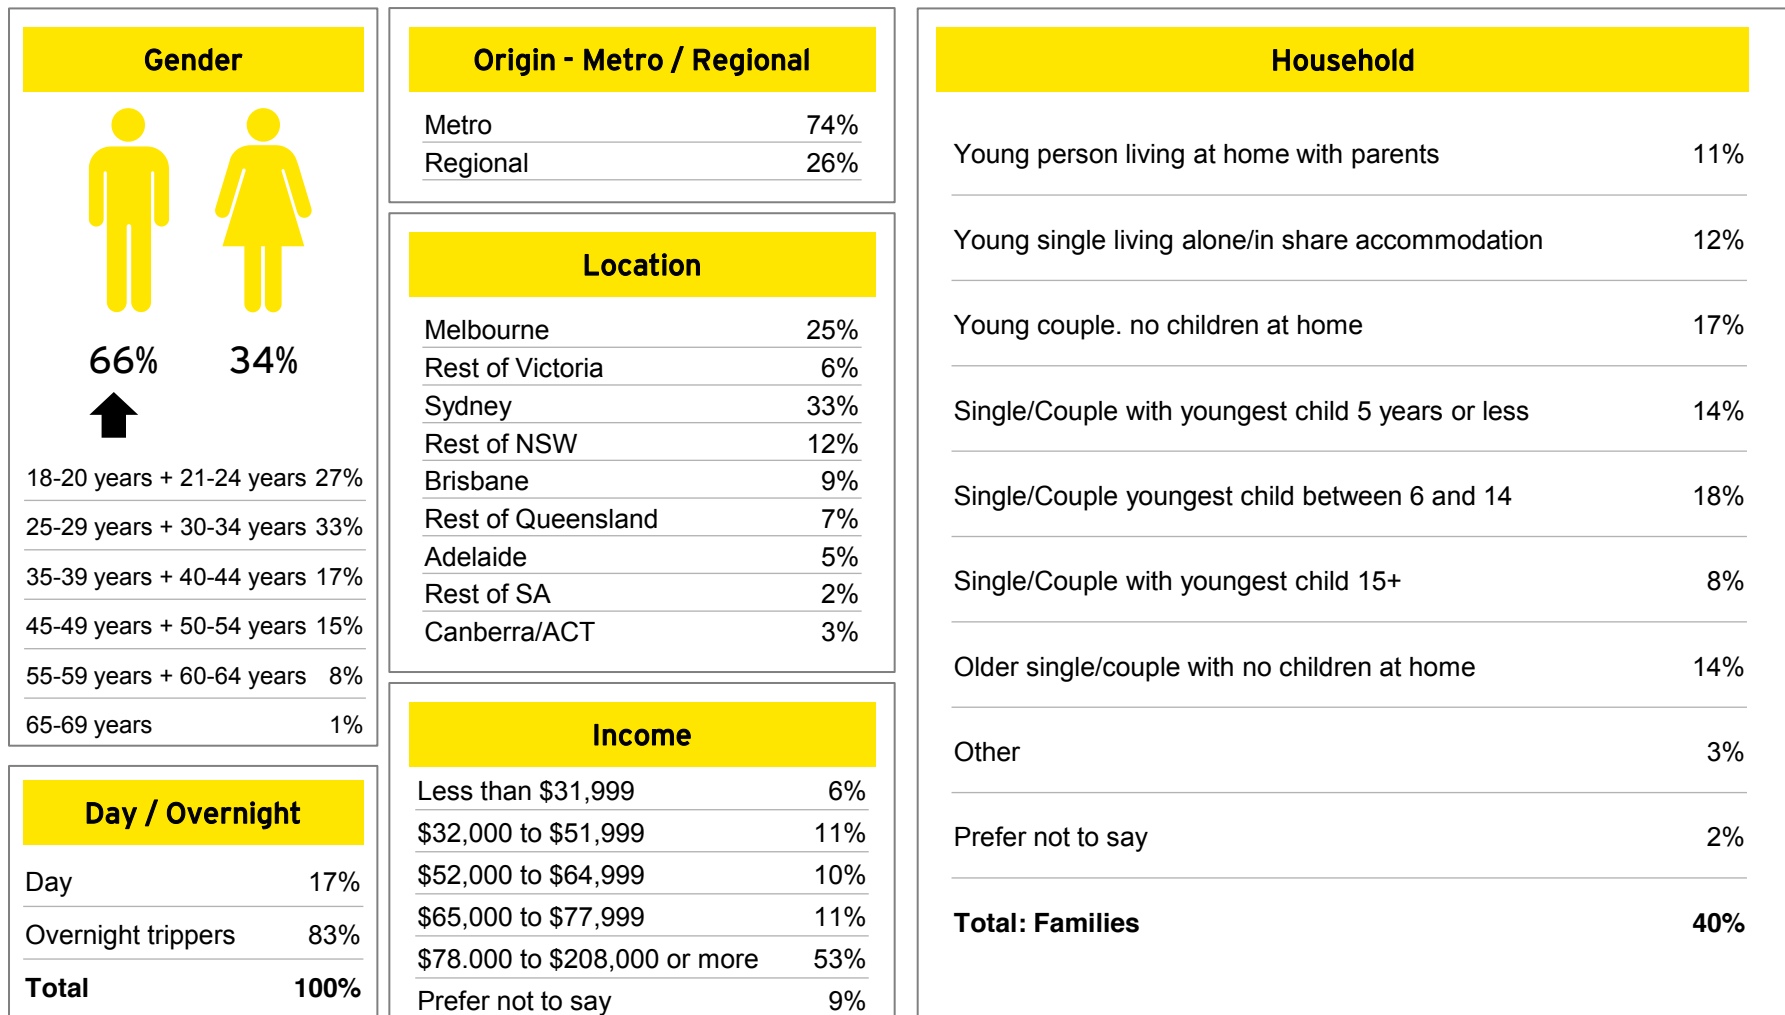 Gender
66% 34%
18-20 years + 21-24 years 27%
25-29 years + 30-34 years 33%
35-39 years + 40-44 years 17%
45-49 years + 50-54 years 15%
55-59 years + 60-64 years 8%
65-69 years 1%
Day / Overnight
Day 17%
Overnight trippers 83%
Total 100%
Origin - Metro / Regional
Metro 74%
Regional 26%
Location
Melbourne 25%
Rest of Victoria 6%
Sydney 33%
Rest of NSW 12%
Brisbane 9%
Rest of Queensland 7%
Adelaide 5%
Rest of SA 2%
Canberra/ACT 3%
Income
Less than $31,999 6%
$32,000 to $51,999 11%
$52,000 to $64,999 10%
$65,000 to $77,999 11%
$78.000 to $208,000 or more 53%
Prefer not to say 9%
Household
Young person living at home with parents 11%
Young single living alone/in share accommodation 12%
Young couple. no children at home 17%
Single/Couple with youngest child 5 years or less 14%
Single/Couple youngest child between 6 and 14 18%
Single/Couple with youngest child 15+ 8%
Older single/couple with no children at home 14%
Other 3%
Prefer not to say 2%
Total: Families 40%